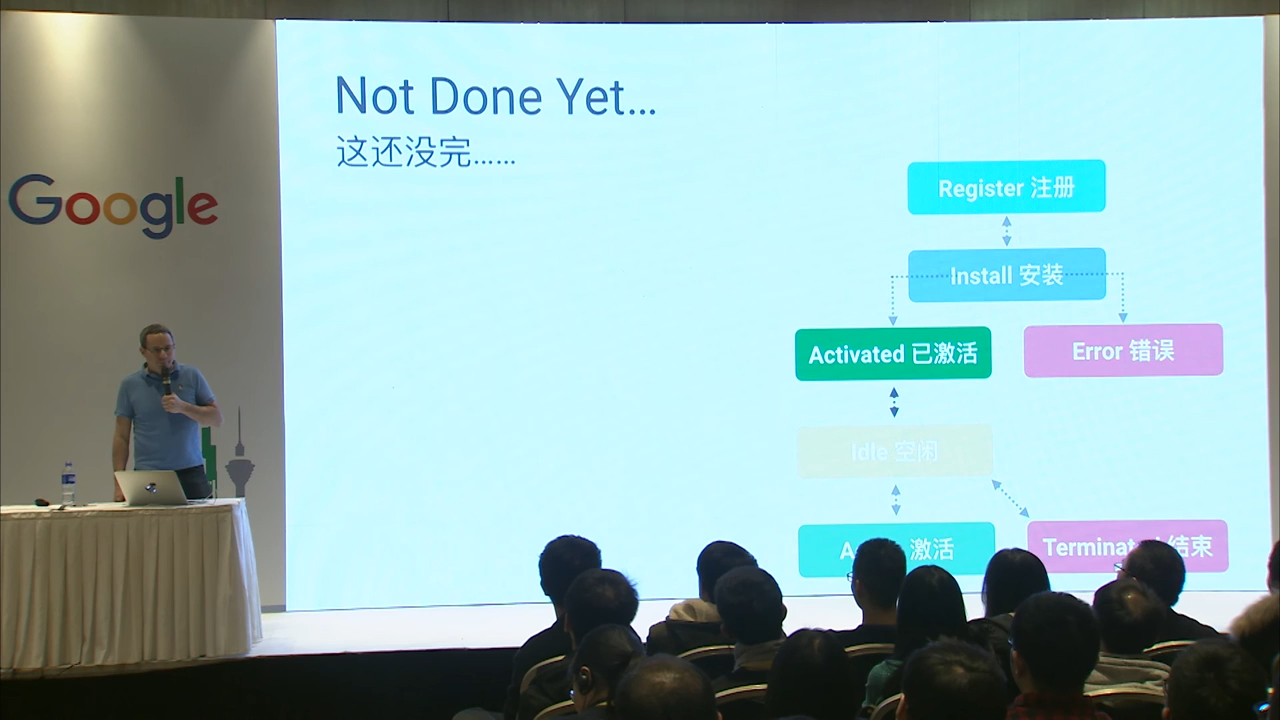 Google
Not Done Yet...
这还没完......
Register 注册
Install 安装
Activated 已激活
Error 错误
Idle 空闲
激活
结束